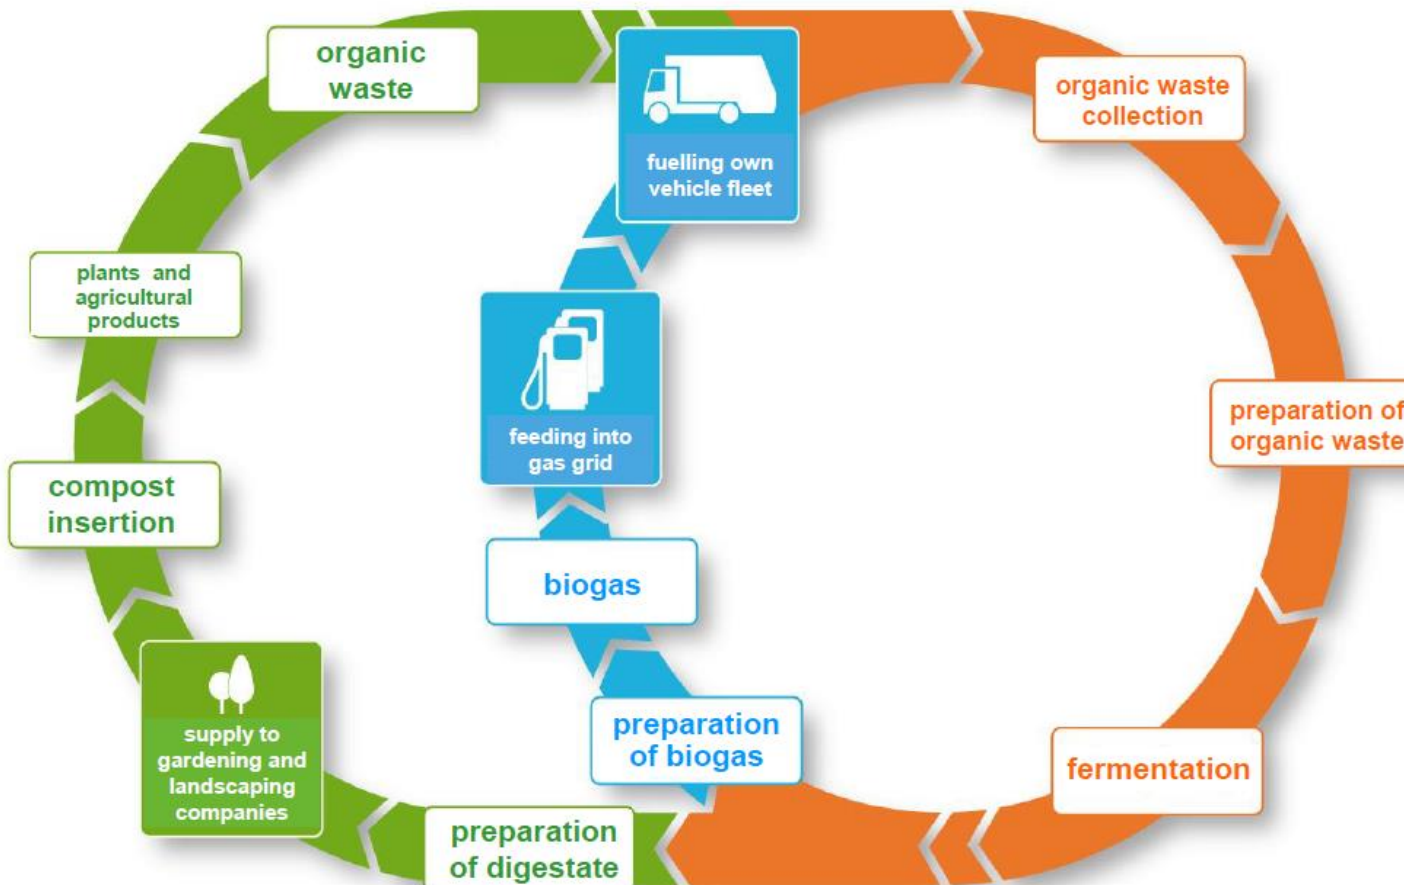 organic
waste
fuelling own
vehicle fleet
organic waste
collection
plants and
agricultural
products
feeding into
gas grid
preparation of
organic waste
compost
insertion
biogas
supply to
gardening and
landscaping
companies
preparation
of biogas
fermentation
preparation
of digestate